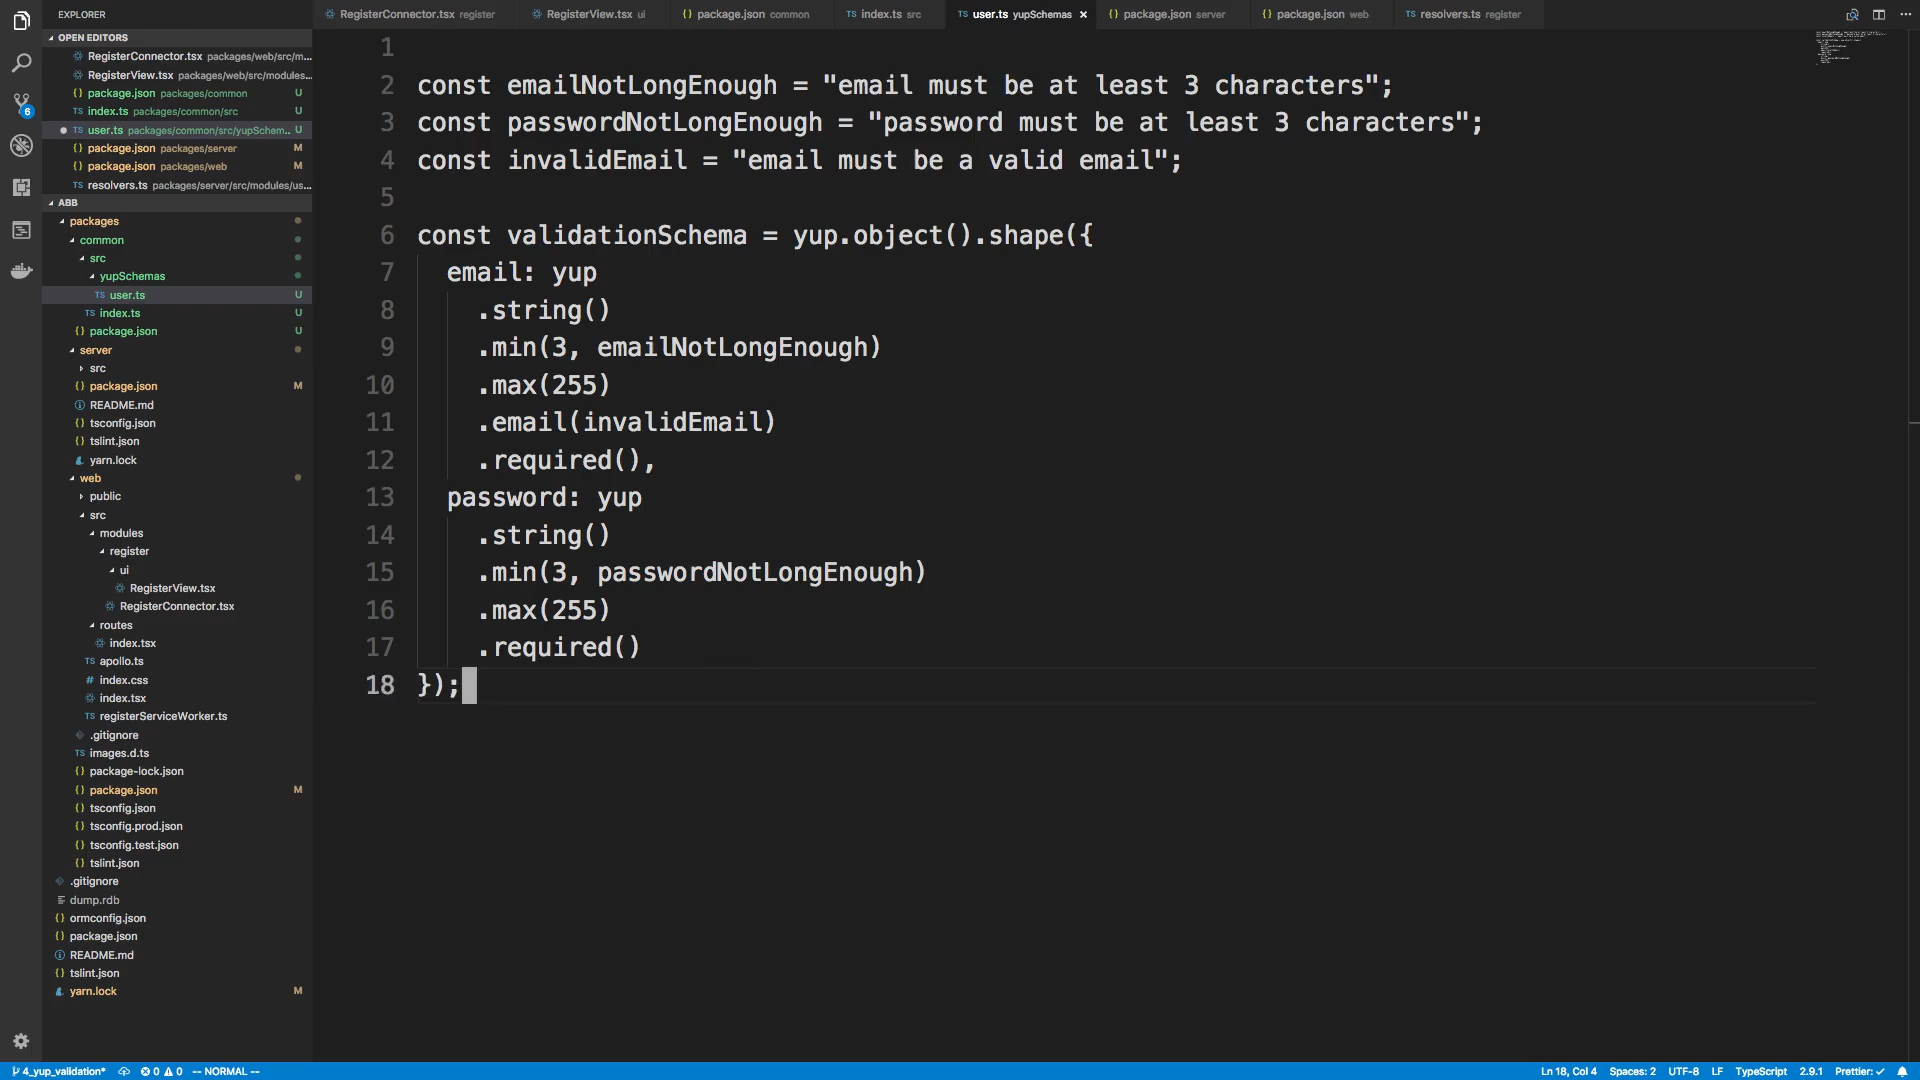 EXPLORER
OPEN EDITORS
RegisterConnector.tsx packages/web/src/m...
RegisterView.tsx packages/web/src/modules...
{} package.json packages/common U
TS index.ts packages/common/src U
TS user.ts packages/common/src/yupSchem... U
{} package.json packages/server M
{} package.json packages/web M
TS resolvers.ts packages/server/src/modules/us...
ABB
packages
common
src
yupSchemas
TS user.ts U
TS index.ts U
{} package.json U
server
src
{} package.json M
README.md
{} tsconfig.json
{} tslint.json
yarn.lock
web
public
src
modules
register
ui
RegisterView.tsx
RegisterConnector.tsx
routes
index.tsx
TS apollo.ts
# index.css
index.tsx
TS registerServiceWorker.ts
.gitignore
TS images.d.ts
{} package-lock.json
{} package.json M
{} tsconfig.json
{} tsconfig.prod.json
{} tsconfig.test.json
{} tslint.json
.gitignore
dump.rdb
{} ormconfig.json
{} package.json
README.md
{} tslint.json
yarn.lock M
6
RegisterConnector.tsx register RegisterView.tsx ui {} package.json common TS index.ts src TS user.ts yupSchemas × {} package.json server {} package.json web TS resolvers.ts register
1
2 const emailNotLongEnough = "email must be at least 3 characters";
3 const passwordNotLongEnough = "password must be at least 3 characters";
4 const invalidEmail = "email must be a valid email";
5
6 const validationSchema = yup.object().shape({
7 email: yup
8 .string()
9 .min(3, emailNotLongEnough)
10 .max(255)
11 .email(invalidEmail)
12 .required(),
13 password: yup
14 .string()
15 .min(3, passwordNotLongEnough)
16 .max(255)
17 .required()
18 });
4_yup_validation* 0 0 -- NORMAL -- Ln 18, Col 4 Spaces: 2 UTF-8 LF TypeScript 2.9.1 Prettier: ✓